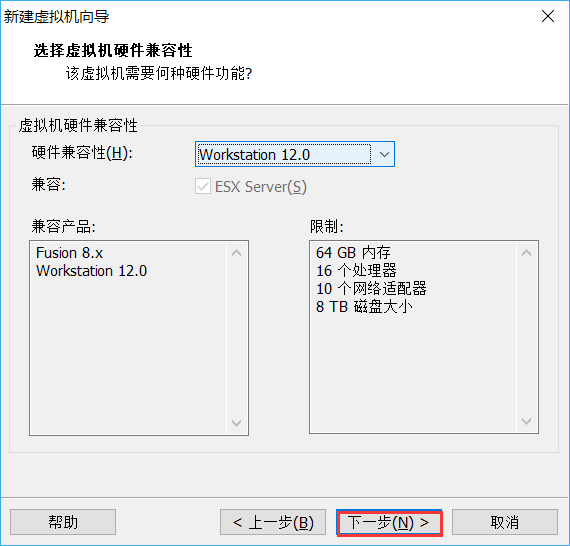 新建虚拟机向导
选择虚拟机硬件兼容性
该虚拟机需要何种硬件功能?
虚拟机硬件兼容性
硬件兼容性(H):
Workstation 12.0
兼容:
ESX Server(S)
兼容产品:
Fusion 8.x
Workstation 12.0
限制:
64 GB 内存
16 个处理器
10 个网络适配器
8 TB 磁盘大小
帮助
< 上一步(B)
下一步(N) >
取消